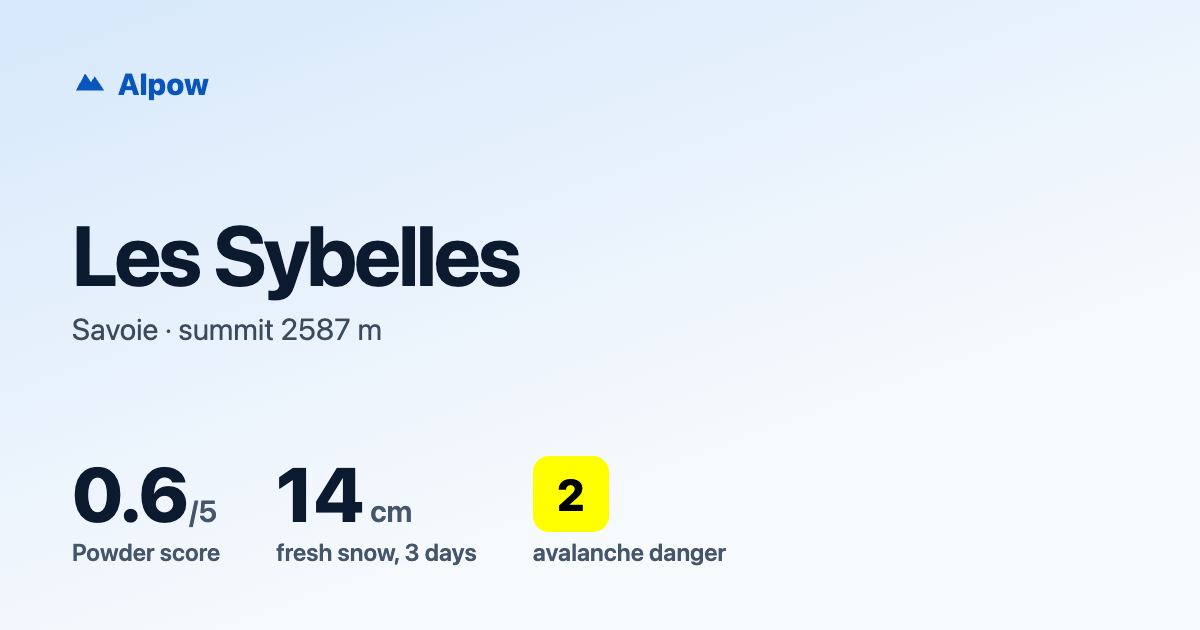 Alpow
Les Sybelles
Savoie · summit 2587 m
0.6/5
Powder score
14 cm
fresh snow, 3 days
2
avalanche danger